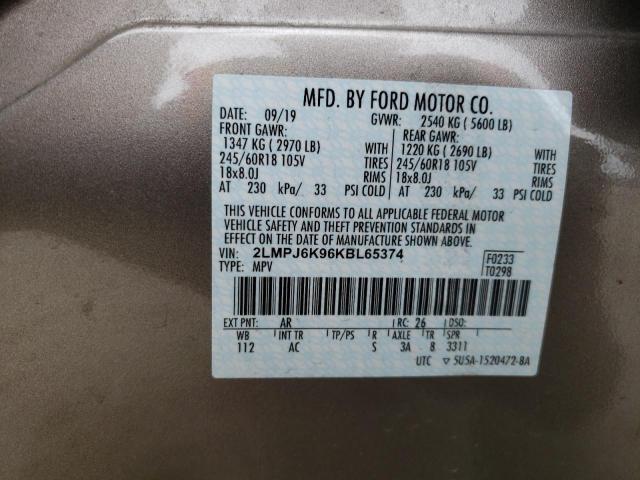 MFD. BY FORD MOTOR CO.
DATE: 09/19 GVWR: 2540 KG ( 5600 LB)
FRONT GAWR: REAR GAWR:
1347 KG ( 2970 LB) WITH 1220 KG ( 2690 LB) WITH
245/60R18 105V TIRES 245/60R18 105V TIRES
18x8.0J RIMS 18x8.0J RIMS
AT 230 kPa/ 33 PSI COLD AT 230 kPa/ 33 PSI COLD
THIS VEHICLE CONFORMS TO ALL APPLICABLE FEDERAL MOTOR
VEHICLE SAFETY AND THEFT PREVENTION STANDARDS IN
EFFECT ON THE DATE OF MANUFACTURE SHOWN ABOVE.
VIN: 2LMPJ6K96KBL65374 F0233
TYPE: MPV T0298
EXT PNT: AR RC: 26 DSO:
WB INT TR TP/PS R AXLE TR SPR
112 AC S 3A 8 3311
UTC ▽ 5U5A-1520472-8A